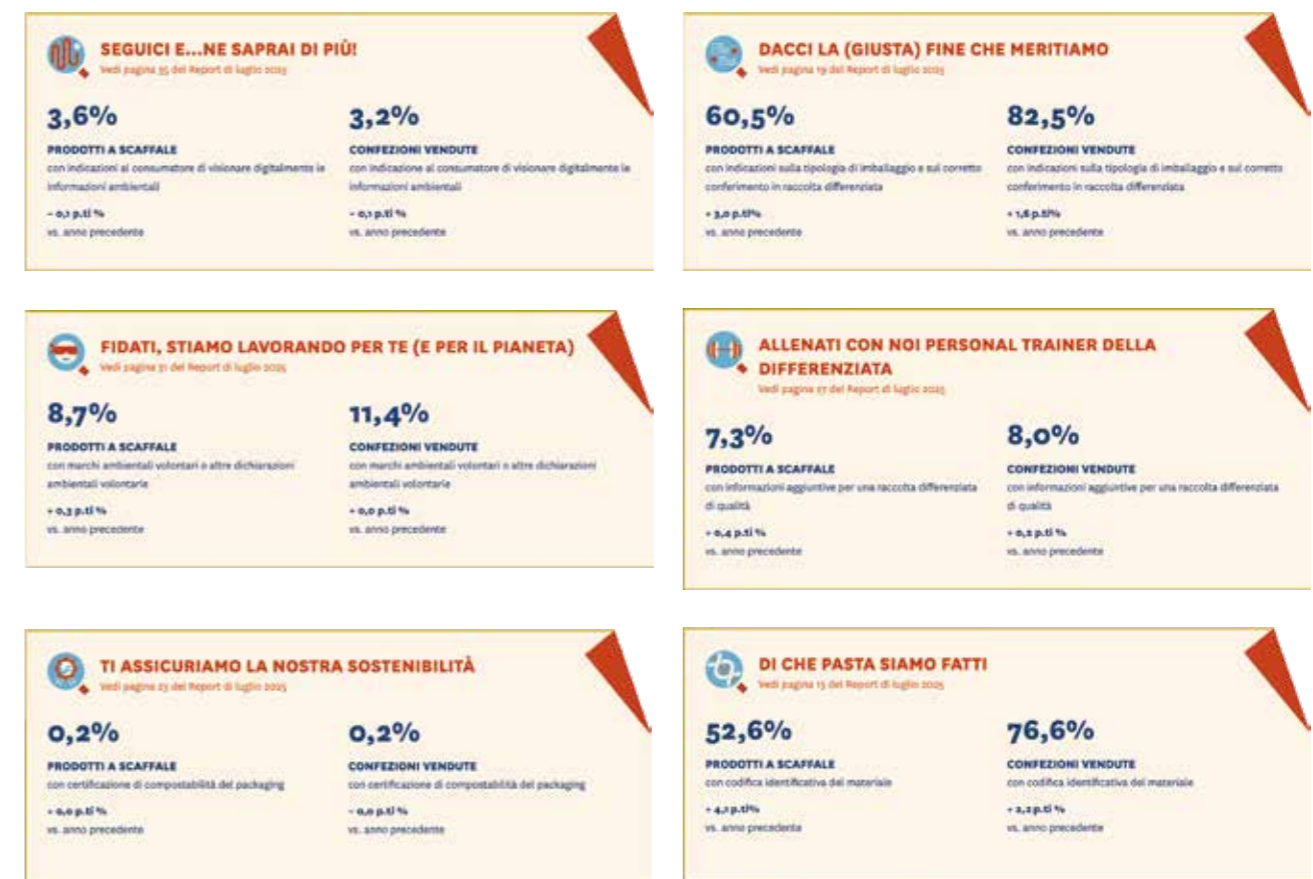 SEGUICI E...NE SAPRAI DI PIÙ!
Vedi pagina 35 del Report di luglio 2025
3,6%
PRODOTTI A SCAFFALE
con indicazioni al consumatore di visionare digitalmente le
informazioni ambientali
- 0,1 p.ti %
vs. anno precedente
3,2%
CONFEZIONI VENDUTE
con indicazione al consumatore di visionare digitalmente le
informazioni ambientali
- 0,1 p.ti %
vs. anno precedente
DACCI LA (GIUSTA) FINE CHE MERITIAMO
Vedi pagina 19 del Report di luglio 2025
60,5%
PRODOTTI A SCAFFALE
con indicazioni sulla tipologia di imballaggio e sul corretto
conferimento in raccolta differenziata
+ 3,0 p.ti%
vs. anno precedente
82,5%
CONFEZIONI VENDUTE
con indicazioni sulla tipologia di imballaggio e sul corretto
conferimento in raccolta differenziata
+ 1,6 p.ti%
vs. anno precedente
FIDATI, STIAMO LAVORANDO PER TE (E PER IL PIANETA)
Vedi pagina 31 del Report di luglio 2025
8,7%
PRODOTTI A SCAFFALE
con marchi ambientali volontari o altre dichiarazioni
ambientali volontarie
+ 0,3 p.ti %
vs. anno precedente
11,4%
CONFEZIONI VENDUTE
con marchi ambientali volontari o altre dichiarazioni
ambientali volontarie
+ 0,0 p.ti %
vs. anno precedente
ALLENATI CON NOI PERSONAL TRAINER DELLA
DIFFERENZIATA
Vedi pagina 27 del Report di luglio 2025
7,3%
PRODOTTI A SCAFFALE
con informazioni aggiuntive per una raccolta differenziata
di qualità
+ 0,4 p.ti %
vs. anno precedente
8,0%
CONFEZIONI VENDUTE
con informazioni aggiuntive per una raccolta differenziata
di qualità
+ 0,2 p.ti %
vs. anno precedente
TI ASSICURIAMO LA NOSTRA SOSTENIBILITÀ
Vedi pagina 23 del Report di luglio 2025
0,2%
PRODOTTI A SCAFFALE
con certificazione di compostabilità del packaging
+ 0,0 p.ti %
vs. anno precedente
0,2%
CONFEZIONI VENDUTE
con certificazione di compostabilità del packaging
- 0,0 p.ti %
vs. anno precedente
DI CHE PASTA SIAMO FATTI
Vedi pagina 15 del Report di luglio 2025
52,6%
PRODOTTI A SCAFFALE
con codifica identificativa del materiale
+ 4,1 p.ti%
vs. anno precedente
76,6%
CONFEZIONI VENDUTE
con codifica identificativa del materiale
+ 2,2 p.ti %
vs. anno precedente